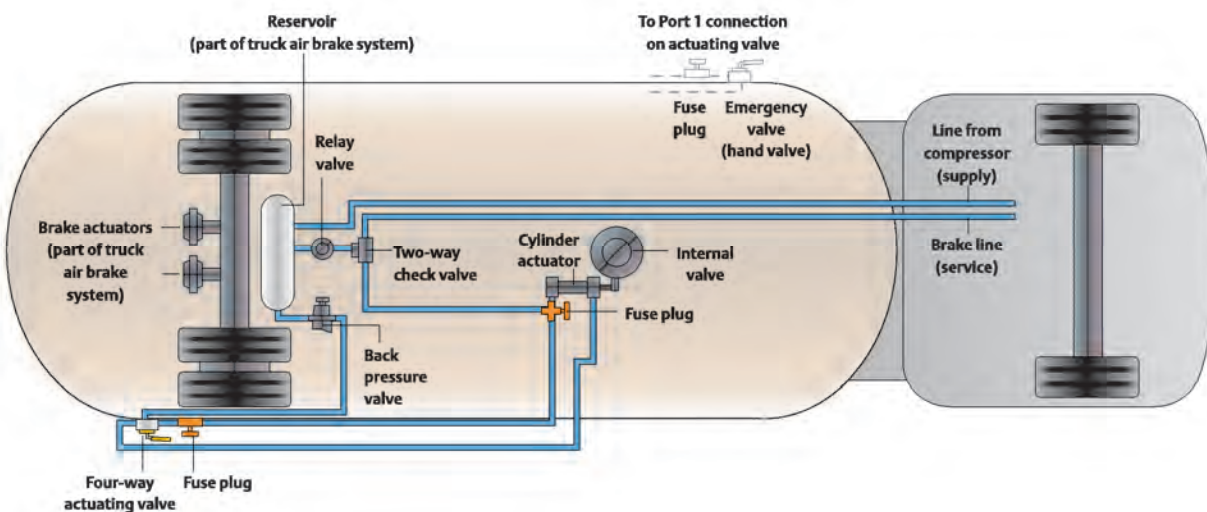 Reservoir
(part of truck air brake system)
To Port 1 connection
on actuating valve
Fuse
plug
Emergency
valve
(hand valve)
Relay
valve
Line from
compressor
(supply)
Brake actuators
(part of truck
air brake
system)
Two-way
check valve
Cylinder
actuator
Internal
valve
Brake line
(service)
Fuse plug
Back
pressure
valve
Four-way
actuating valve
Fuse plug